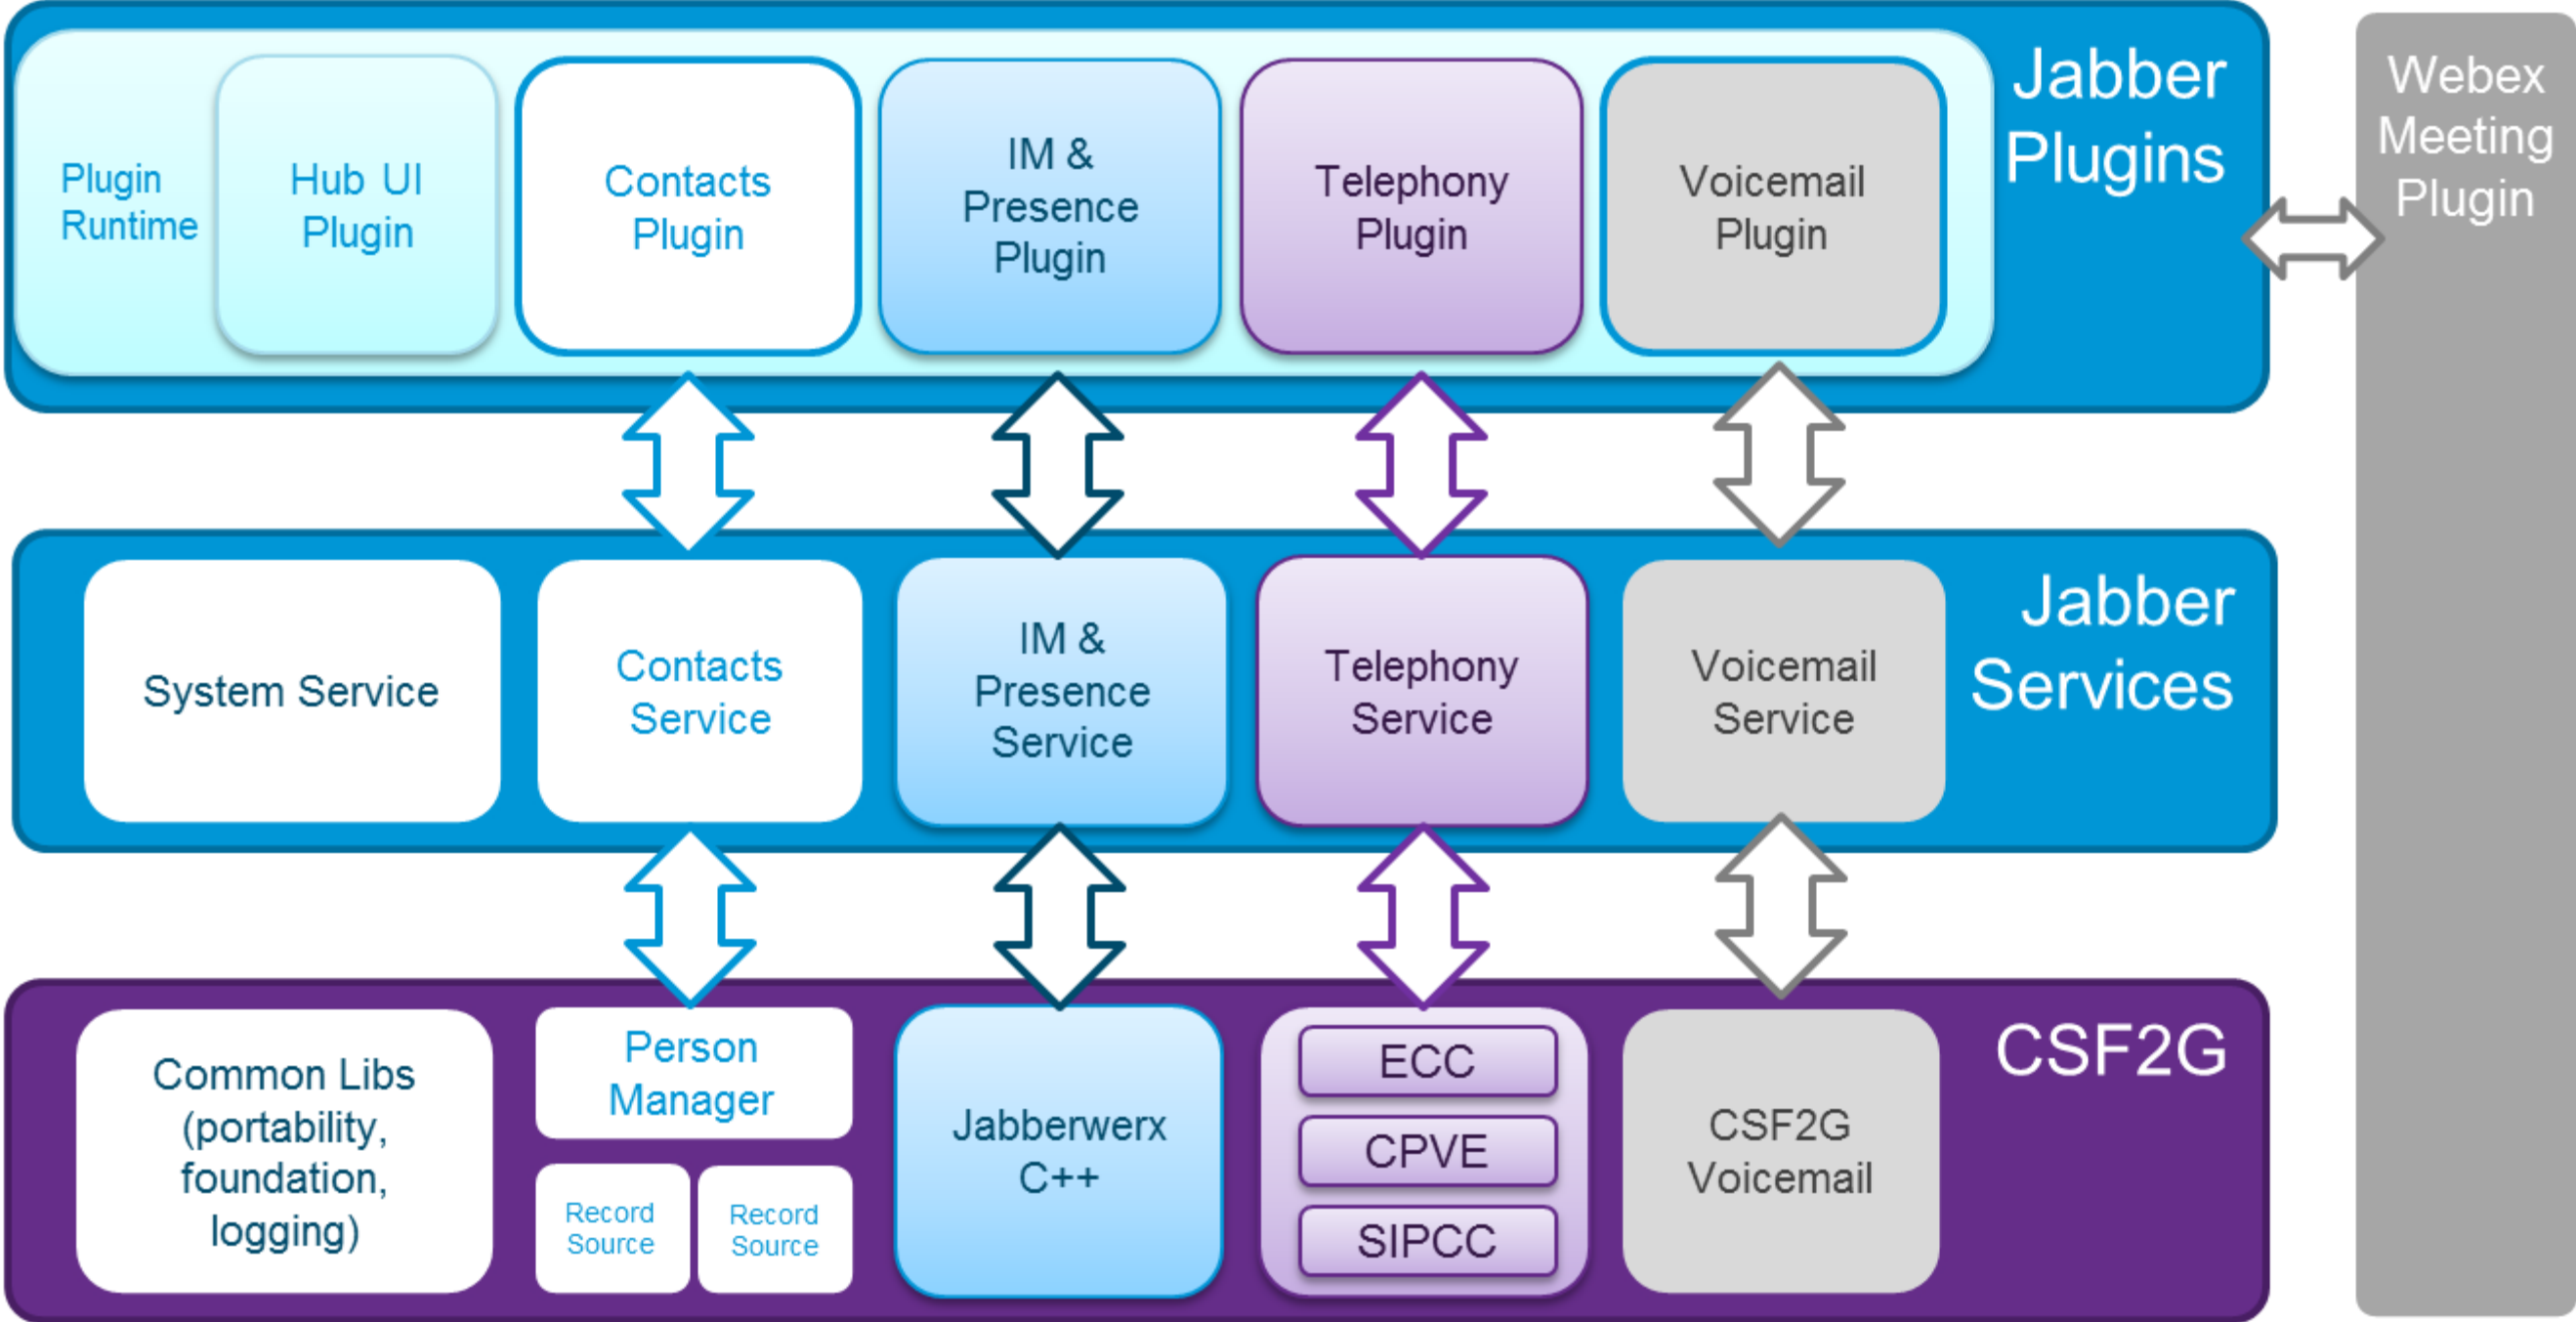 Plugin
Runtime
Hub UI
Plugin
Contacts
Plugin
IM &
Presence
Plugin
Telephony
Plugin
Voicemail
Plugin
Jabber
Plugins
Webex
Meeting
Plugin
System Service
Contacts
Service
IM &
Presence
Service
Telephony
Service
Voicemail
Service
Jabber
Services
Common Libs
(portability,
foundation,
logging)
Person
Manager
Record
Source
Record
Source
Jabberwerx
C++
ECC
CPVE
SIPCC
CSF2G
Voicemail
CSF2G